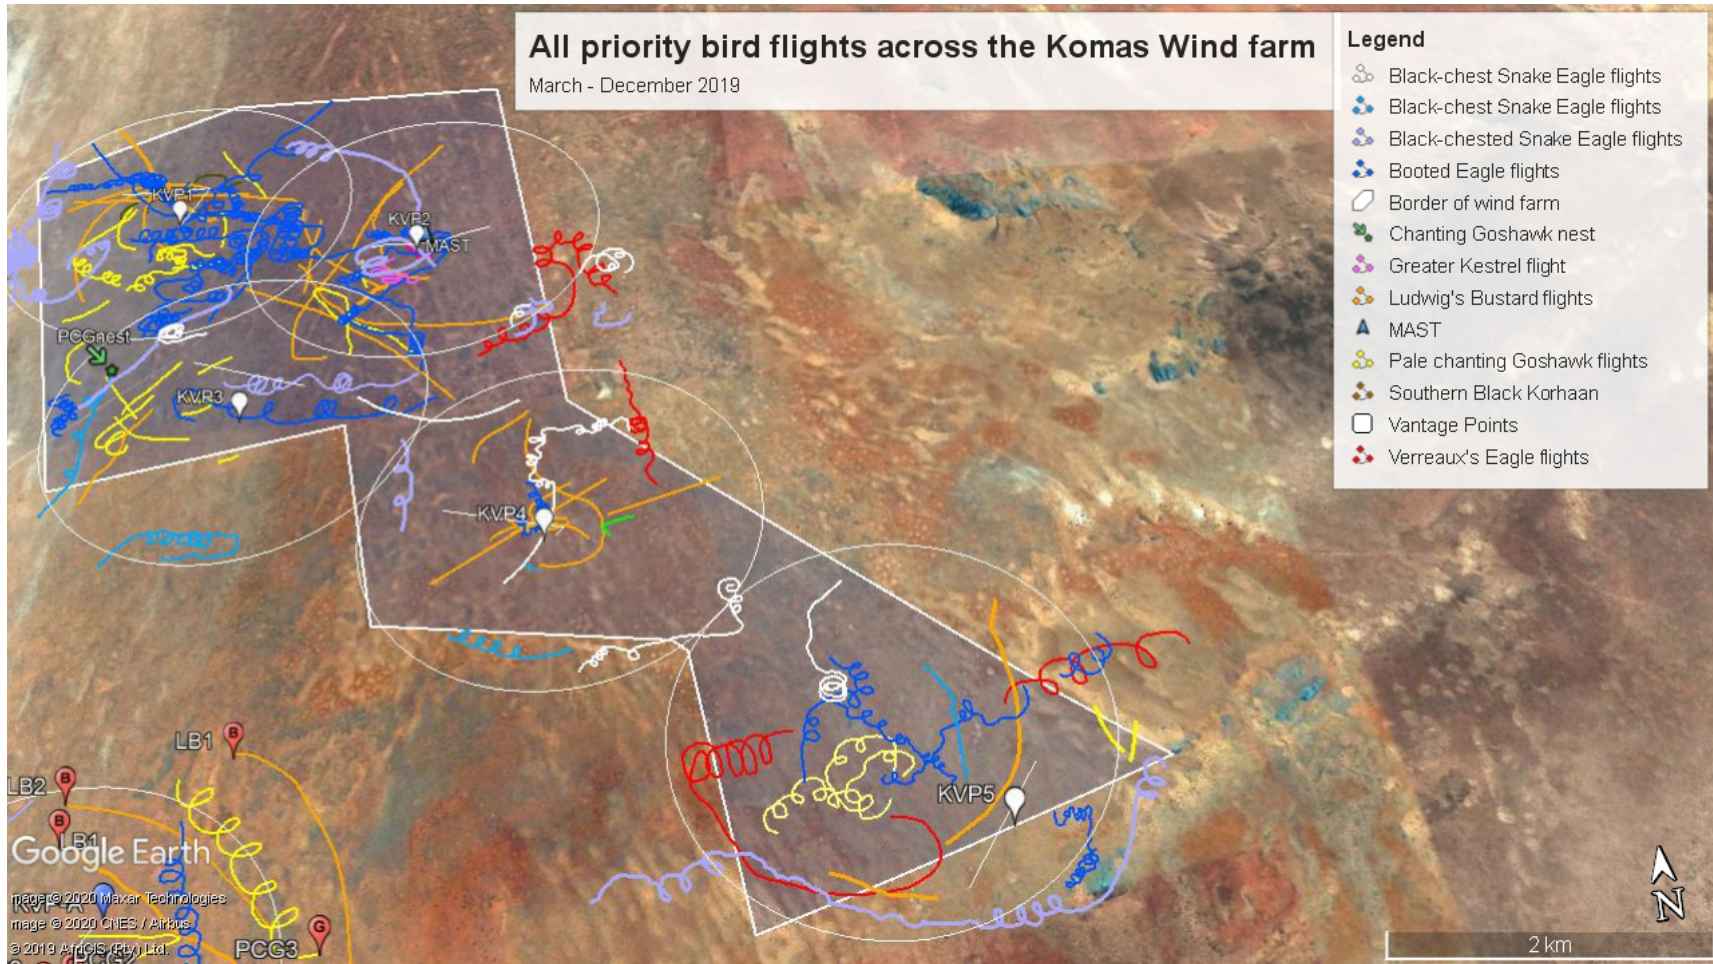 All priority bird flights across the Komas Wind farm
March - December 2019
Legend
Black-chest Snake Eagle flights
Black-chest Snake Eagle flights
Black-chested Snake Eagle flights
Booted Eagle flights
Border of wind farm
Chanting Goshawk nest
Greater Kestrel flight
Ludwig's Bustard flights
MAST
Pale chanting Goshawk flights
Southern Black Korhaan
Vantage Points
Verreaux's Eagle flights
KVP1
KVP2
MAST
PCGnest
KVP3
KVP4
KVP5
LB1
B
LB2
B
B
LB1
Google Earth
mage © 2020 Maxar Technologies
mage © 2020 CNES / Airbus
© 2019 AfriGIS (Pty) Ltd.
PCG2
PCG3
G
N
2 km